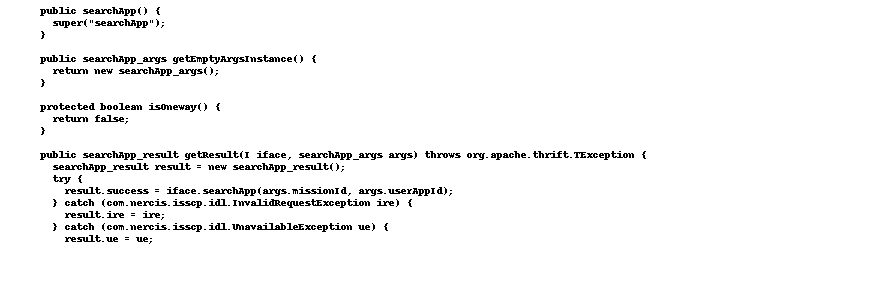 public searchApp() {
super("searchApp");
}
public searchApp_args getEmptyArgsInstance() {
return new searchApp_args();
}
protected boolean isOneway() {
return false;
}
public searchApp_result getResult(I iface, searchApp_args args) throws org.apache.thrift.TException {
searchApp_result result = new searchApp_result();
try {
result.success = iface.searchApp(args.missionId, args.userAppId);
} catch (com.nercis.isscp.idl.InvalidRequestException ire) {
result.ire = ire;
} catch (com.nercis.isscp.idl.UnavailableException ue) {
result.ue = ue;